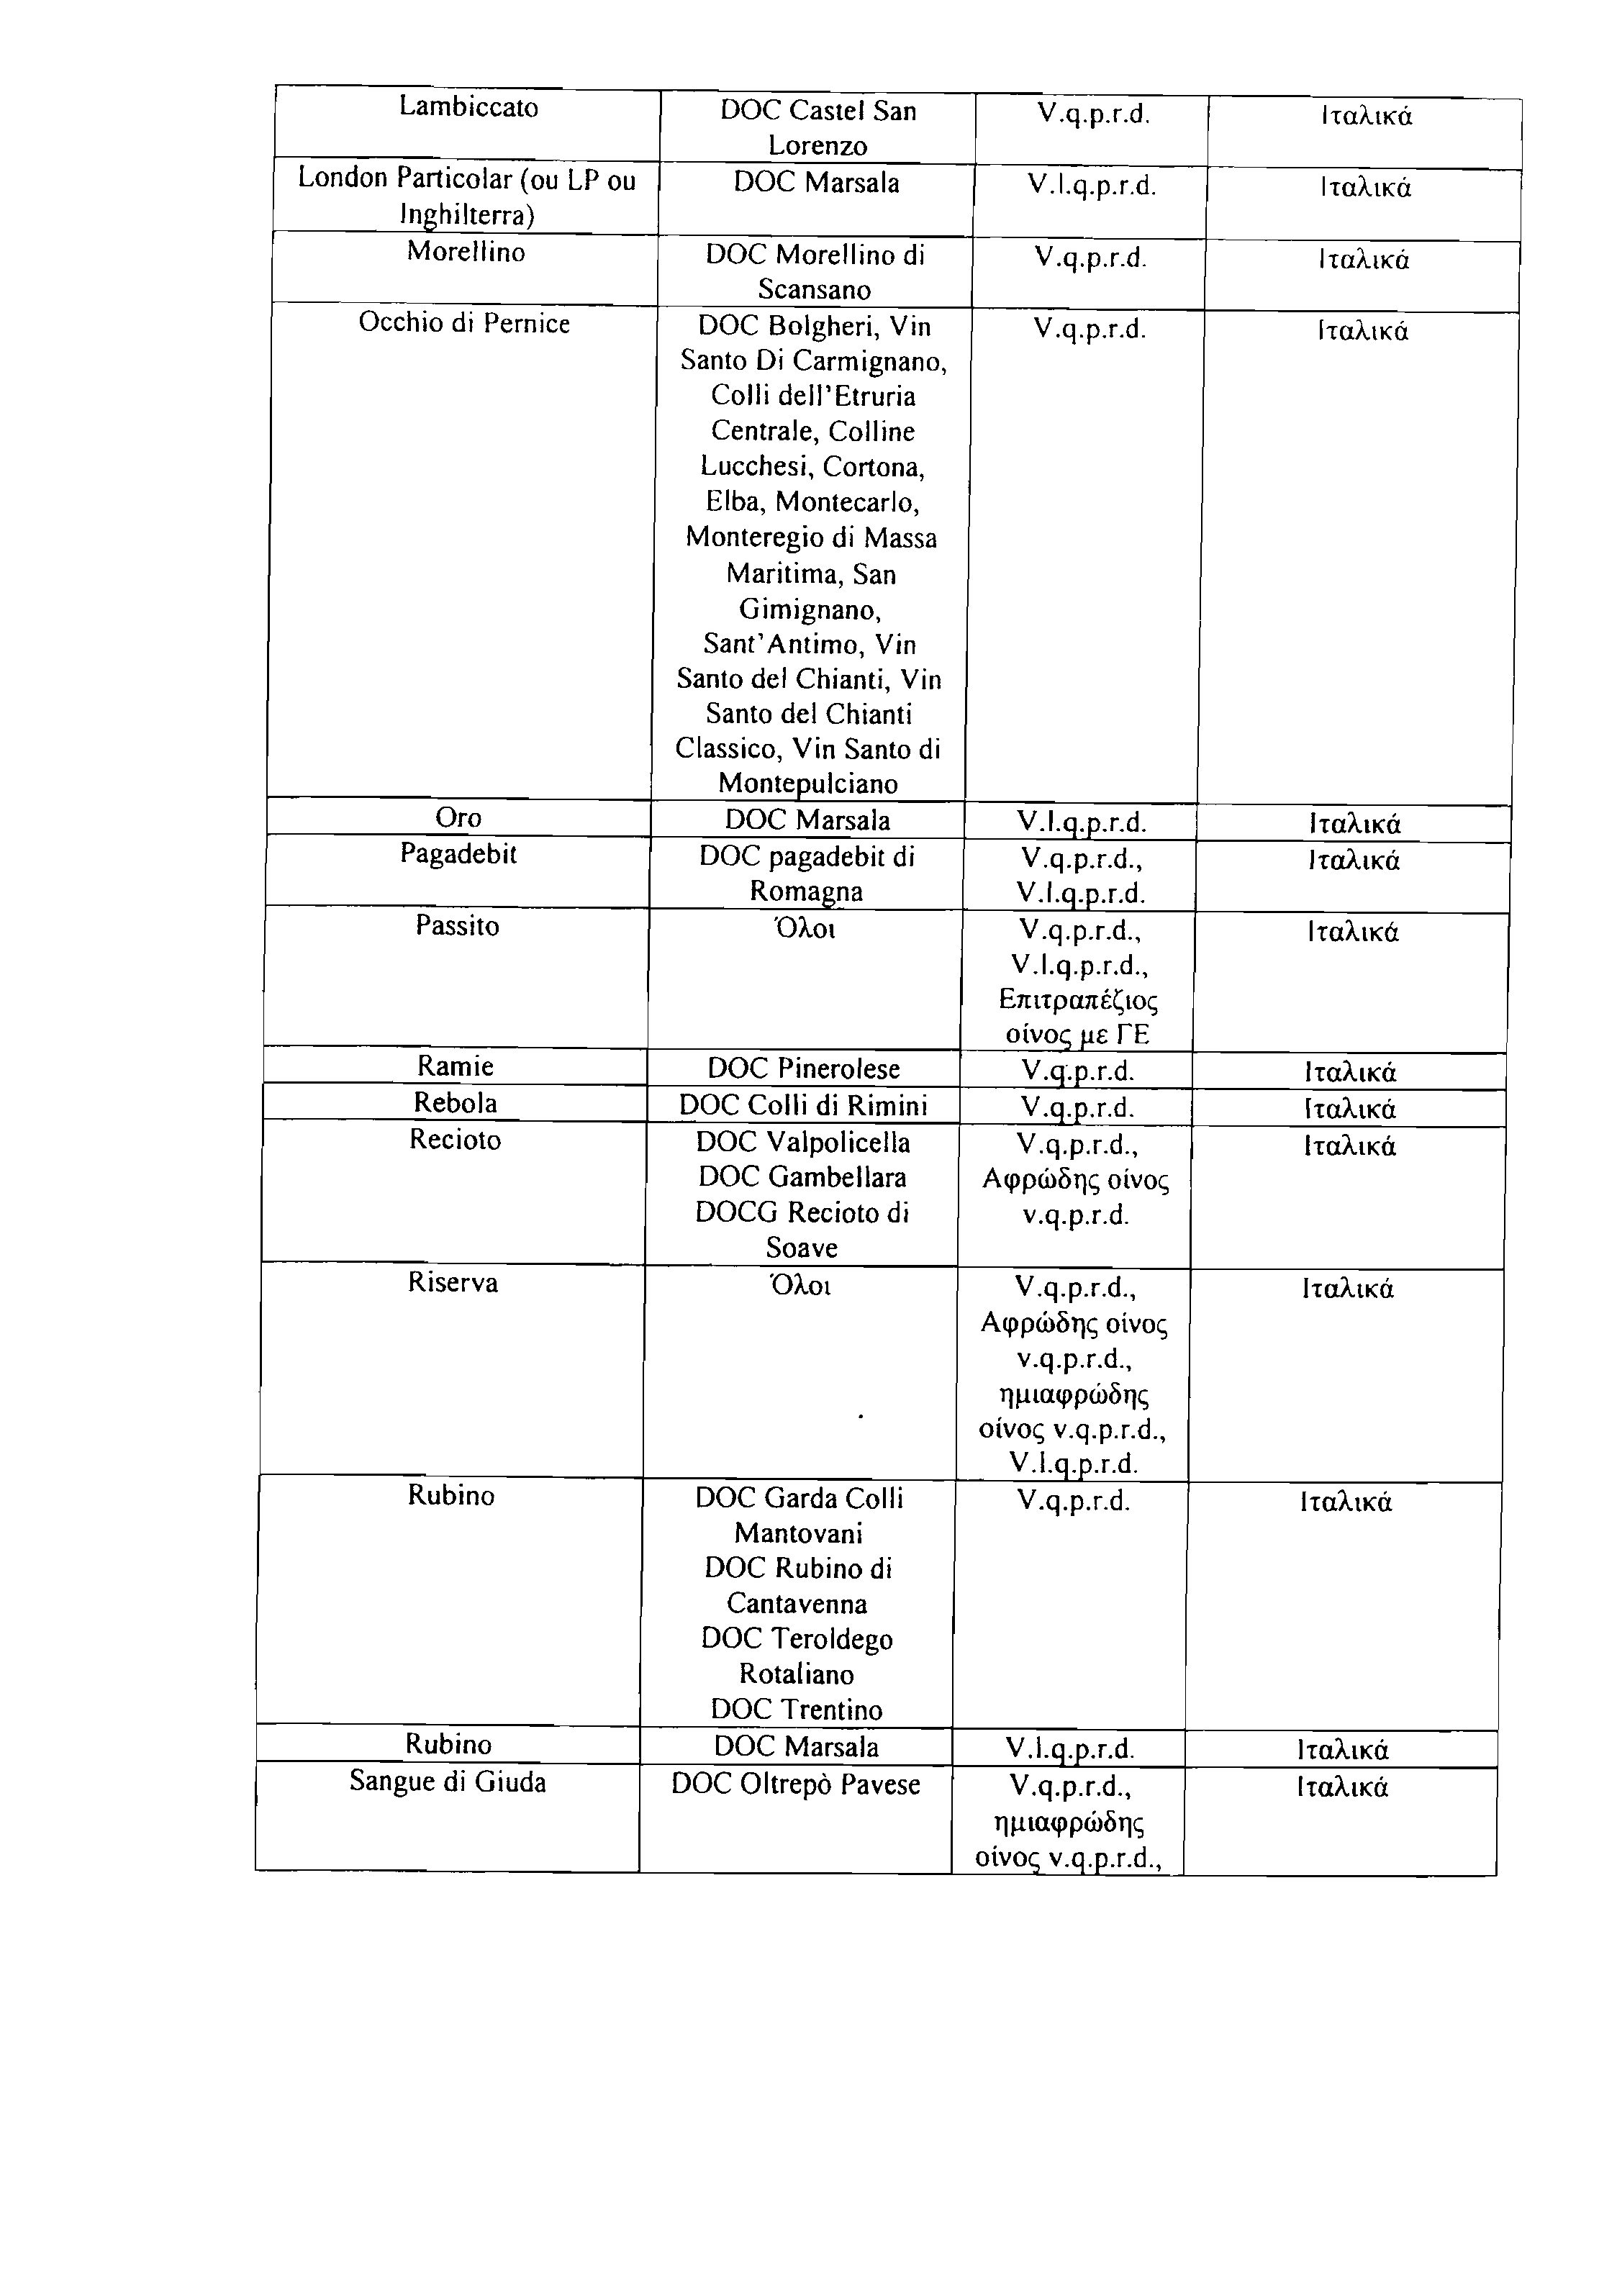 Lambiccato
DOC Castel San
Lorenzo
V.q.p.r.d.
Ιταλικά
London Particolar (ou LP ou
Inghilterra)
DOC Marsala
V.l.q.p.r.d.
Ιταλικά
Morellino
DOC Morellino di
Scansano
V.q.p.r.d.
Ιταλικά
Occhio di Pernice
DOC Bolgheri, Vin
Santo Di Carmignano,
Colli dell'Etruria
Centrale, Colline
Lucchesi, Cortona,
Elba, Montecarlo,
Monteregio di Massa
Maritima, San
Gimignano,
Sant'Antimo, Vin
Santo del Chianti, Vin
Santo del Chianti
Classico, Vin Santo di
Montepulciano
V.q.p.r.d.
Ιταλικά
Oro
DOC Marsala
V.l.q.p.r.d.
Ιταλικά
Pagadebit
DOC pagadebit di
Romagna
V.q.p.r.d.,
V.l.q.p.r.d.
Ιταλικά
Passito
Όλοι
V.q.p.r.d.,
V.l.q.p.r.d.,
Επιτραπέζιος
οίνος με ΓΕ
Ιταλικά
Ramie
DOC Pinerolese
V.q.p.r.d.
Ιταλικά
Rebola
DOC Colli di Rimini
V.q.p.r.d.
Ιταλικά
Recioto
DOC Valpolicella
DOC Gambellara
DOCG Recioto di
Soave
V.q.p.r.d.,
Αφρώδης οίνος
v.q.p.r.d.
Ιταλικά
Riserva
Όλοι
V.q.p.r.d.,
Αφρώδης οίνος
v.q.p.r.d.,
ημιαφρώδης
οίνος v.q.p.r.d.,
V.l.q.p.r.d.
Ιταλικά
Rubino
DOC Garda Colli
Mantovani
DOC Rubino di
Cantavenna
DOC Teroldego
Rotaliano
DOC Trentino
V.q.p.r.d.
Ιταλικά
Rubino
DOC Marsala
V.l.q.p.r.d.
Ιταλικά
Sangue di Giuda
DOC Oltrepò Pavese
V.q.p.r.d.,
ημιαφρώδης
οίνος v.q.p.r.d.,
Ιταλικά